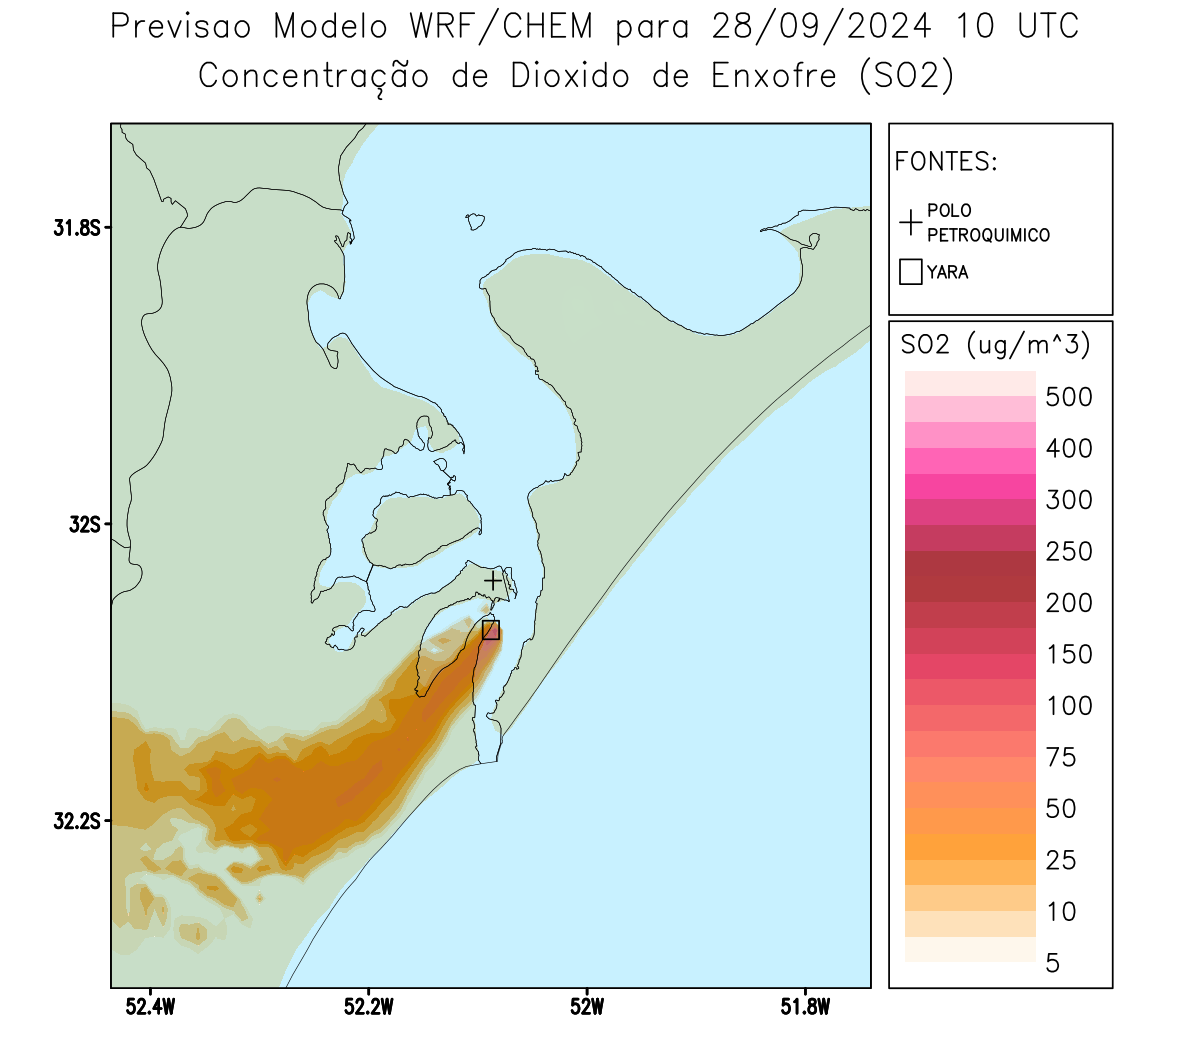 Previsao Modelo WRF/CHEM para 28/09/2024 10 UTC
Concentração de Dioxido de Enxofre (SO2)
FONTES:
POLO
PETROQUIMICO
YARA
31.8S
32S
32.2S
52.4W
52.2W
52W
51.8W
SO2 (ug/m^3)
500
400
300
250
200
150
100
75
50
25
10
5